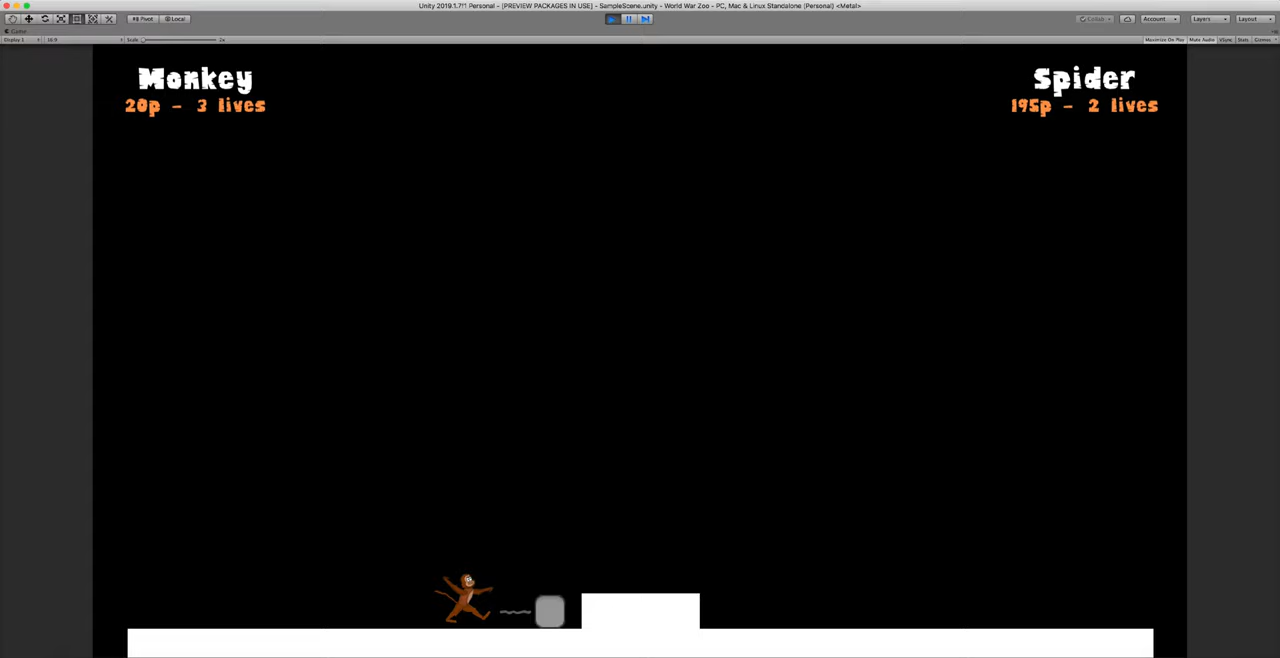 Unity 2019.1.7f1 Personal - [PREVIEW PACKAGES IN USE] - SampleScene.unity - World War Zoo - PC, Mac & Linux Standalone (Personal) <Metal>
Pivot Local Collab Account Layers Layout
Game
Display 1 16:9 Scale 2x Maximize On Play Mute Audio VSync Stats Gizmos
Monkey Spider
20p - 3 lives 195p - 2 lives